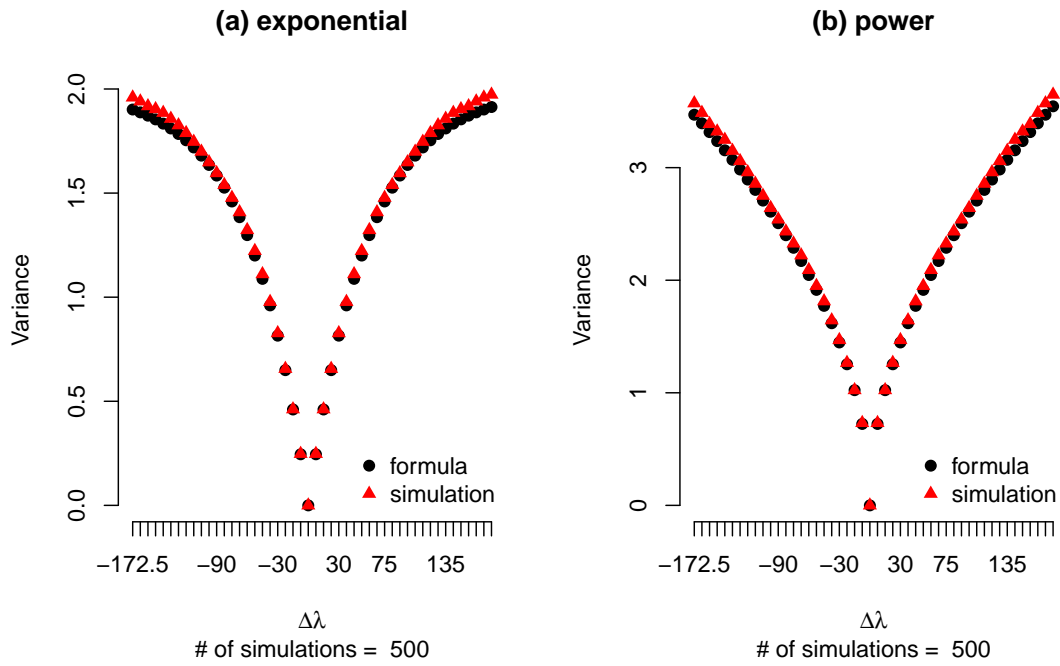 (a) exponential
Variance
2.0
1.5
1.0
0.5
0.0
formula
simulation
−172.5 −90 −30 30 75 135
Δλ
# of simulations = 500
(b) power
Variance
3
2
1
0
formula
simulation
−172.5 −90 −30 30 75 135
Δλ
# of simulations = 500